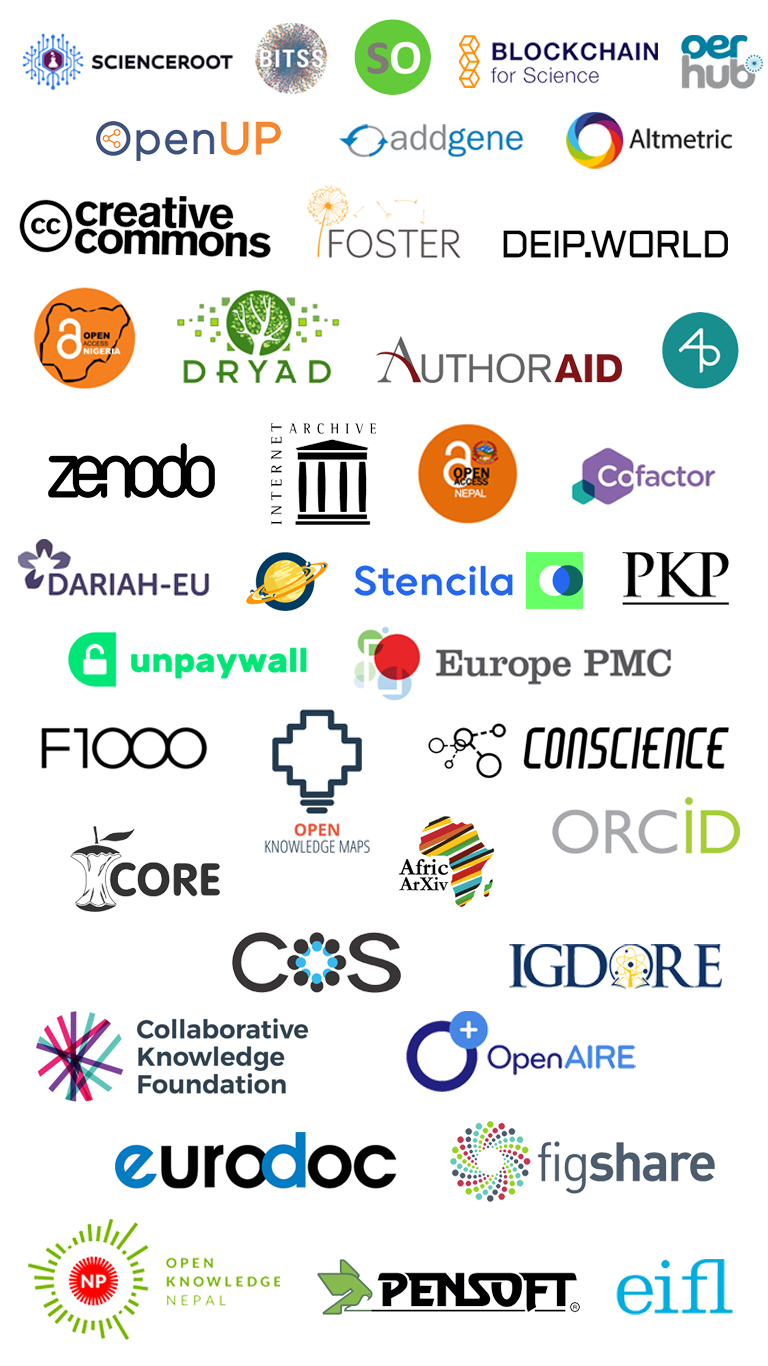 SCIENCEROOT
BITSS
SO
BLOCKCHAIN
for Science
oer
hub
OpenUP
addgene
Altmetric
cc creative
commons
FOSTER
DEIP.WORLD
OPEN
ACCESS
NIGERIA
DRYAD
AUTHORAID
zenodo
INTERNET
ARCHIVE
OPEN
ACCESS
NEPAL
Cofactor
DARIAH-EU
Stencila
PKP
unpaywall
Europe PMC
F1000
OPEN
KNOWLEDGE MAPS
CONSCIENCE
ORCiD
CORE
Afric
ArXiv
COS
IGDORE
Collaborative
Knowledge
Foundation
OpenAIRE
eurodoc
figshare
NP
OPEN
KNOWLEDGE
NEPAL
PENSOFT®
eifl